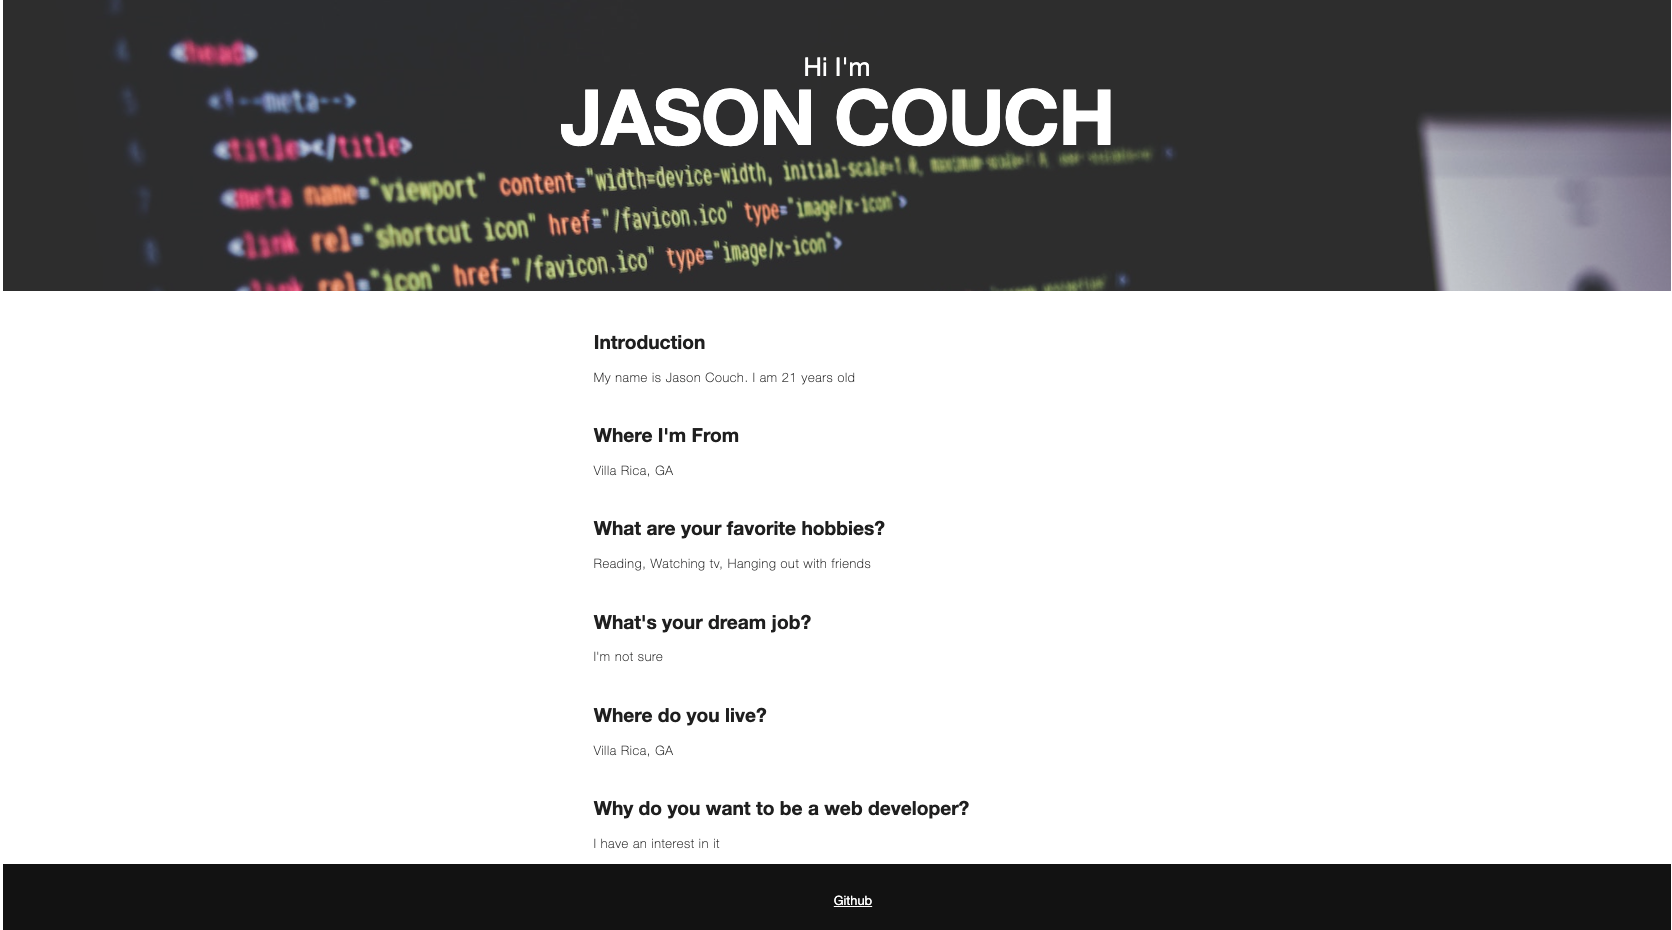 <head>
Hi I'm
<!--meta-->
JASON COUCH
<title></title>
<meta name="viewport" content="width=device-width, initial-scale=1.0,
<link rel="shortcut icon" href="/favicon.ico" type="image/x-icon">
<link rel="icon" href="/favicon.ico" type="image/x-icon">
Introduction
My name is Jason Couch. I am 21 years old
Where I'm From
Villa Rica, GA
What are your favorite hobbies?
Reading, Watching tv, Hanging out with friends
What's your dream job?
I'm not sure
Where do you live?
Villa Rica, GA
Why do you want to be a web developer?
I have an interest in it
Github